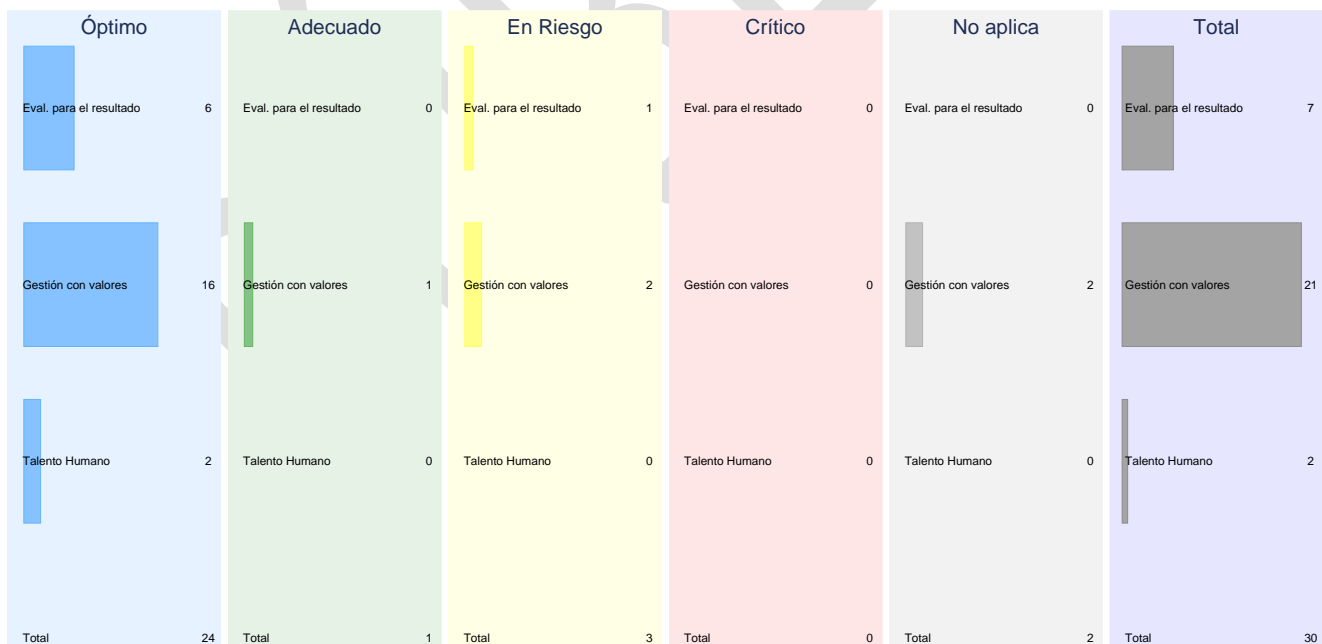 Óptimo Adecuado En Riesgo Crítico No aplica Total
Eval. para el resultado 6 Eval. para el resultado 0 Eval. para el resultado 1 Eval. para el resultado 0 Eval. para el resultado 0 Eval. para el resultado 7
Gestión con valores 16 Gestión con valores 1 Gestión con valores 2 Gestión con valores 0 Gestión con valores 2 Gestión con valores 21
Talento Humano 2 Talento Humano 0 Talento Humano 0 Talento Humano 0 Talento Humano 0 Talento Humano 2
Total 24 Total 1 Total 3 Total 0 Total 2 Total 30